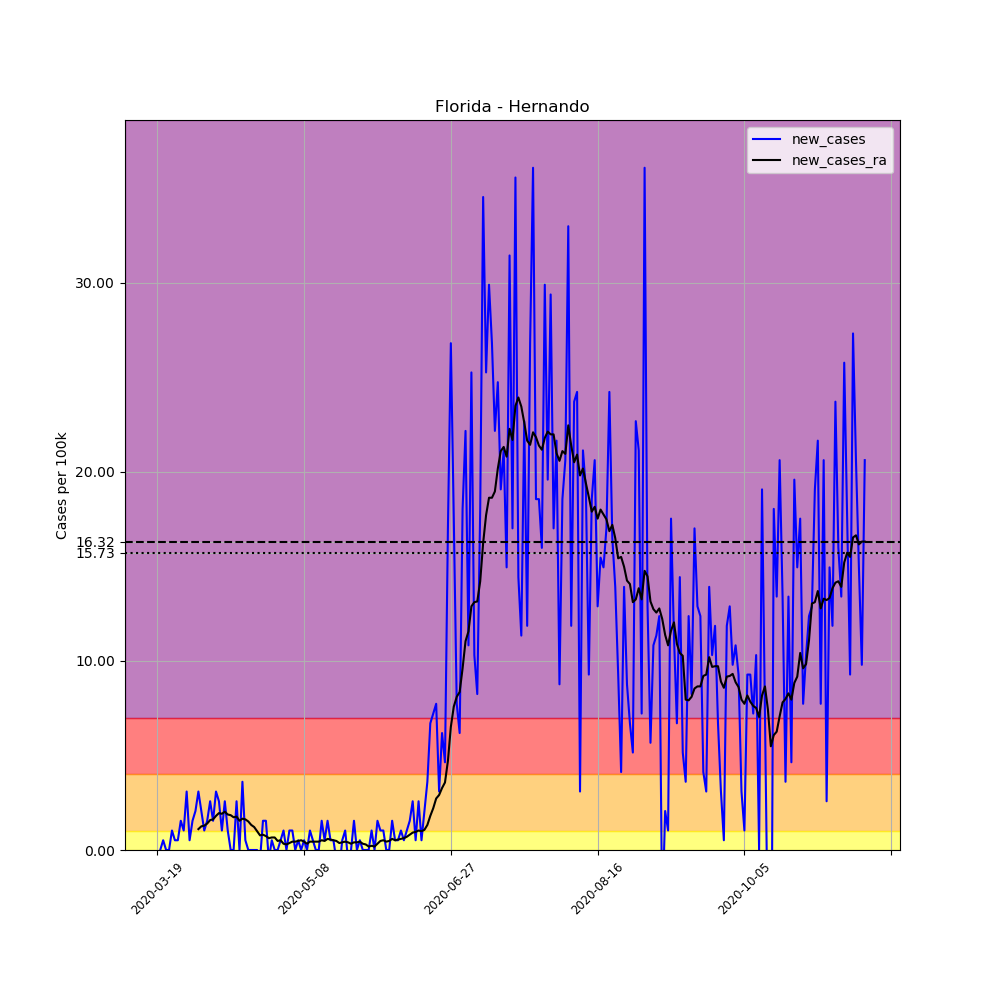 Florida - Hernando
new_cases
new_cases_ra
Cases per 100k
30.00
20.00
16.32
15.73
10.00
0.00
2020-03-19
2020-05-08
2020-06-27
2020-08-16
2020-10-05